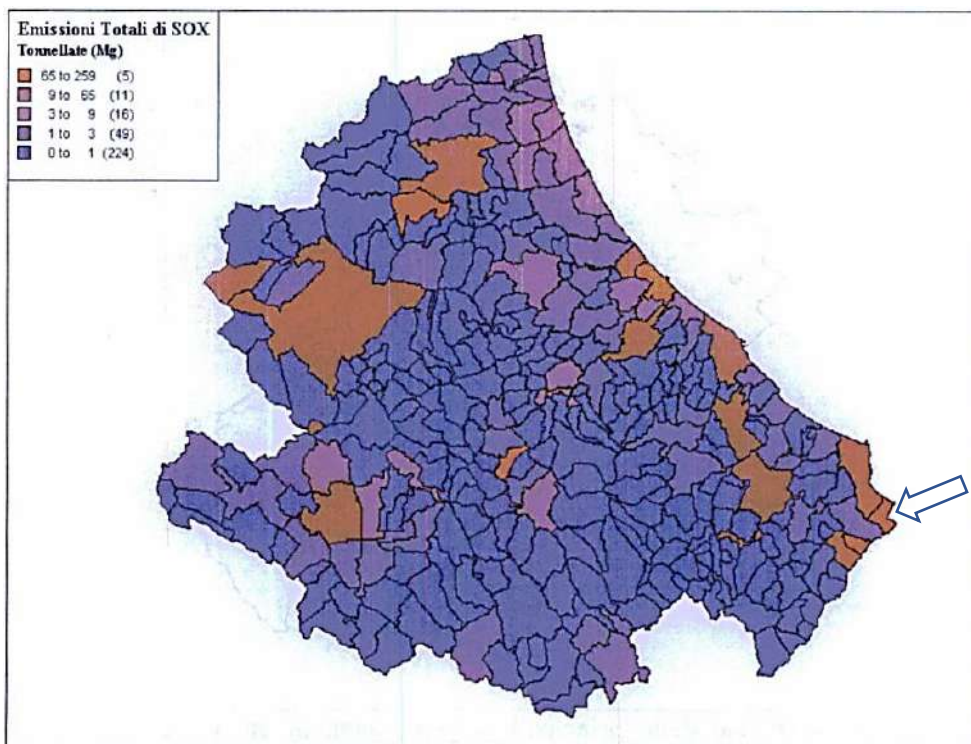 Emissioni Totali di SOX
Tonnellate (Mg)
65 to 259 (5)
9 to 65 (11)
3 to 9 (16)
1 to 3 (49)
0 to 1 (224)